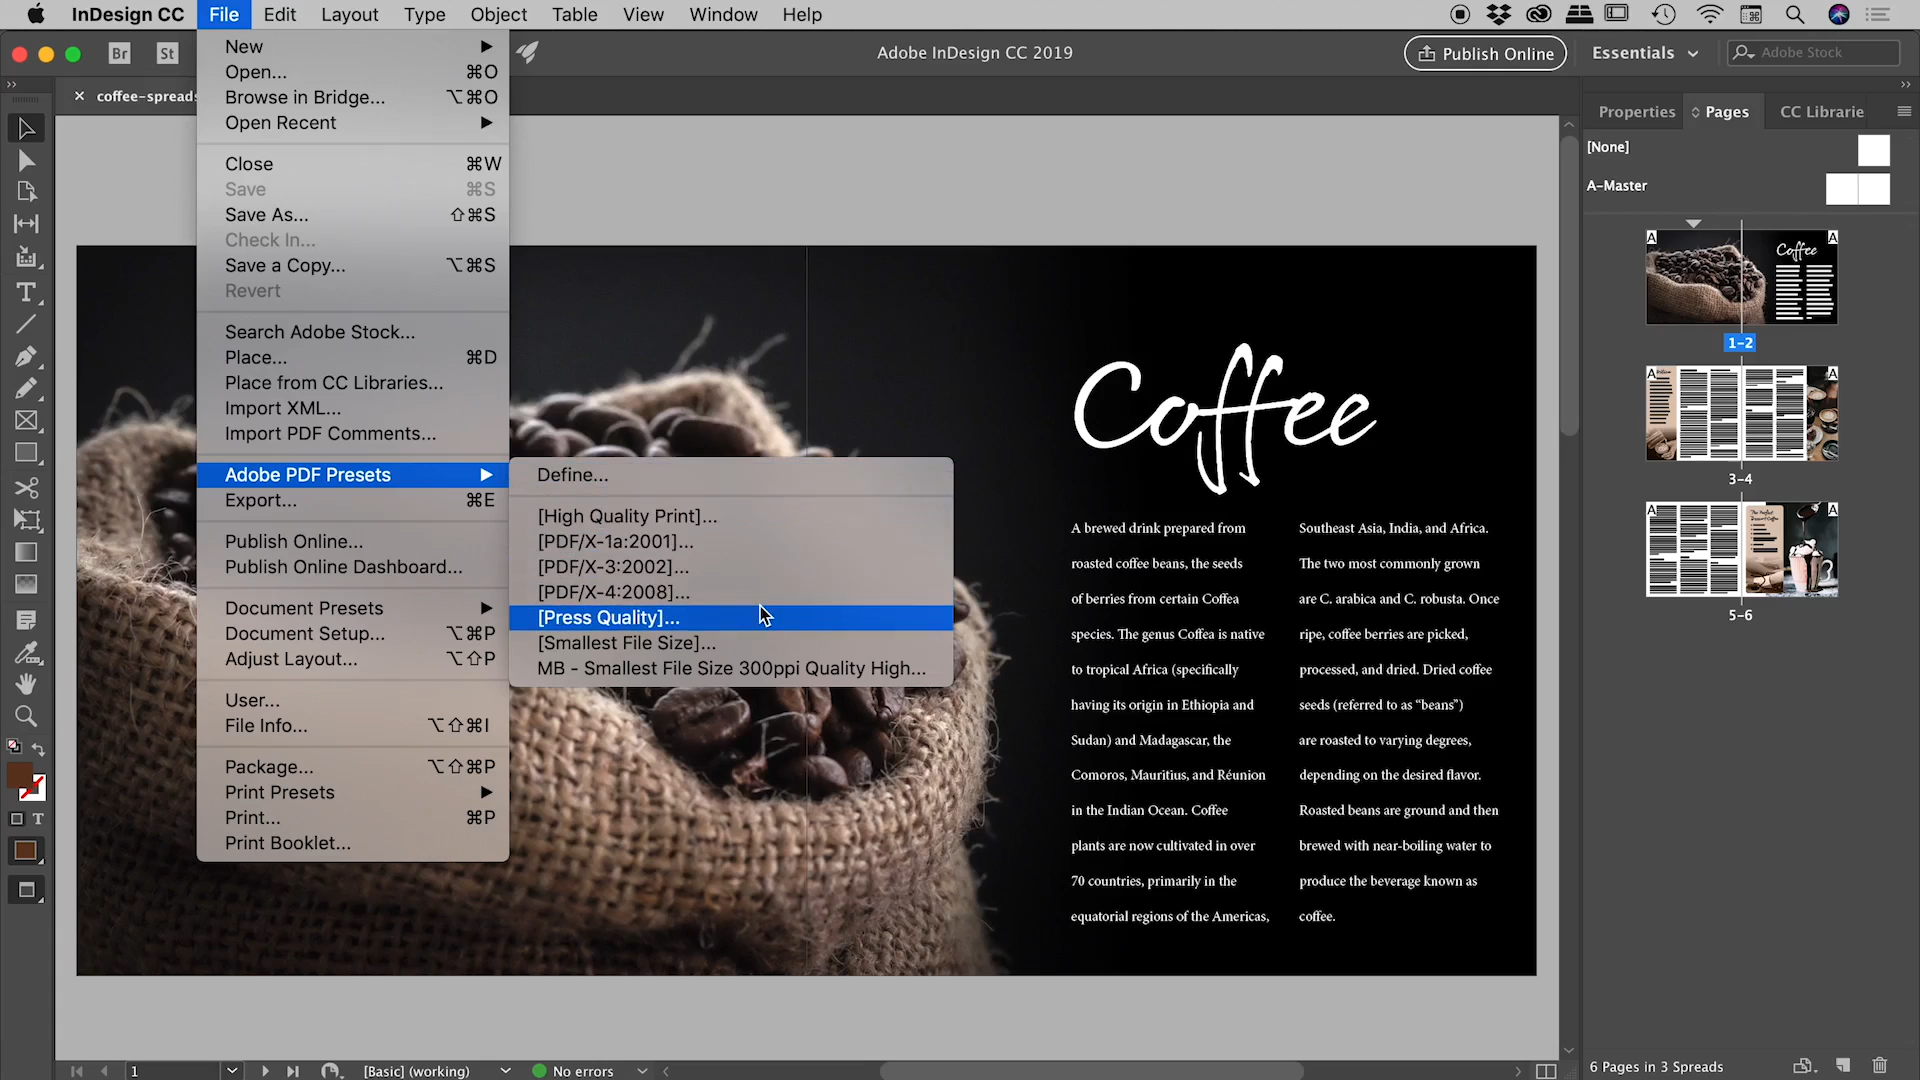 InDesign CC File Edit Layout Type Object Table View Window Help
Br St Adobe InDesign CC 2019 Publish Online Essentials Adobe Stock
× coffee-spreads
New
Open... ⌘O
Browse in Bridge... ⌥⌘O
Open Recent
Close ⌘W
Save ⌘S
Save As... ⇧⌘S
Check In...
Save a Copy... ⌥⌘S
Revert
Search Adobe Stock...
Place... ⌘D
Place from CC Libraries...
Import XML...
Import PDF Comments...
Adobe PDF Presets
Export... ⌘E
Publish Online...
Publish Online Dashboard...
Document Presets
Document Setup... ⌥⌘P
Adjust Layout... ⌥⇧P
User...
File Info... ⌥⇧⌘I
Package... ⌥⇧⌘P
Print Presets
Print... ⌘P
Print Booklet...
Define...
[High Quality Print]...
[PDF/X-1a:2001]...
[PDF/X-3:2002]...
[PDF/X-4:2008]...
[Press Quality]...
[Smallest File Size]...
MB - Smallest File Size 300ppi Quality High...
Coffee
A brewed drink prepared from
roasted coffee beans, the seeds
of berries from certain Coffea
species. The genus Coffea is native
to tropical Africa (specifically
having its origin in Ethiopia and
Sudan) and Madagascar, the
Comoros, Mauritius, and Réunion
in the Indian Ocean. Coffee
plants are now cultivated in over
70 countries, primarily in the
equatorial regions of the Americas,
Southeast Asia, India, and Africa.
The two most commonly grown
are C. arabica and C. robusta. Once
ripe, coffee berries are picked,
processed, and dried. Dried coffee
seeds (referred to as “beans”)
are roasted to varying degrees,
depending on the desired flavor.
Roasted beans are ground and then
brewed with near-boiling water to
produce the beverage known as
coffee.
Properties Pages CC Librarie
[None]
A-Master
A A
Coffee
1-2
A A
3-4
A A
The Perfect
5-6
1 [Basic] (working) No errors
6 Pages in 3 Spreads